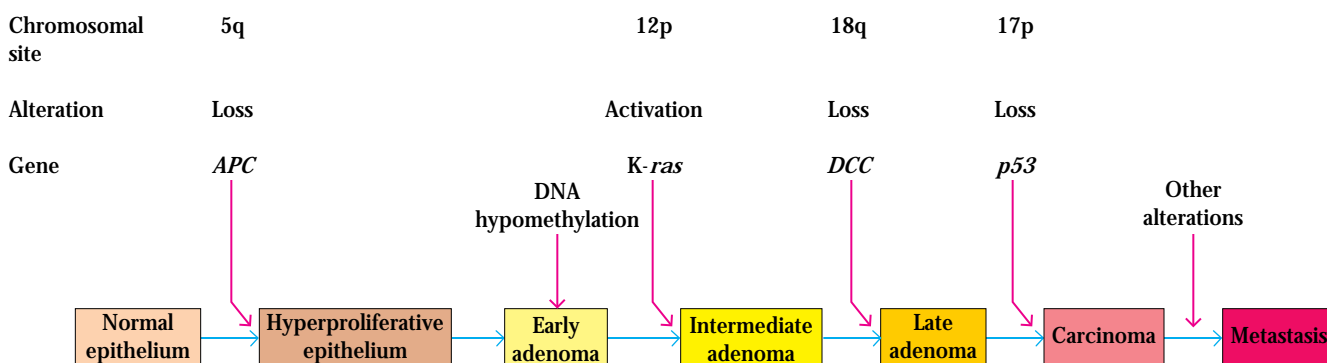 Chromosomal site 5q 12p 18q 17p
Alteration Loss Activation Loss Loss
Gene APC K-ras DCC p53
DNA
hypomethylation
Other
alterations
Normal
epithelium
Hyperproliferative
epithelium
Early
adenoma
Intermediate
adenoma
Late
adenoma
Carcinoma
Metastasis